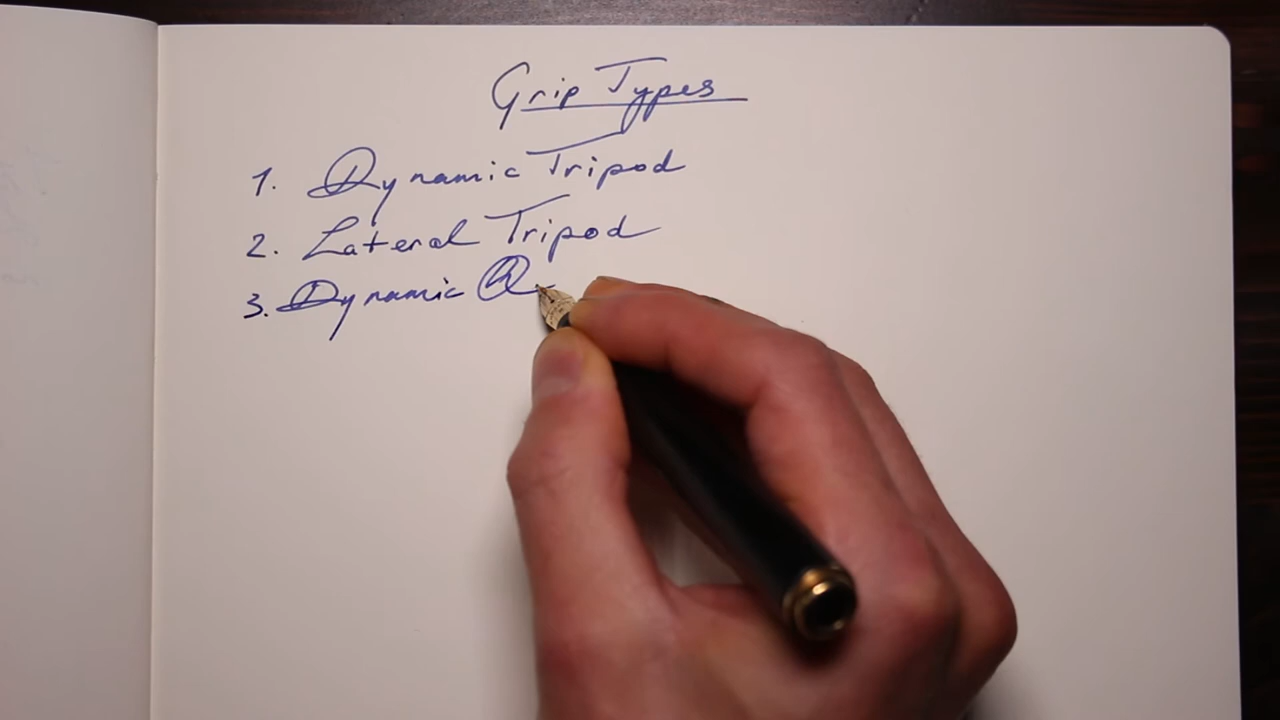 Grip Types
1. Dynamic Tripod
2. Lateral Tripod
3. Dynamic Q